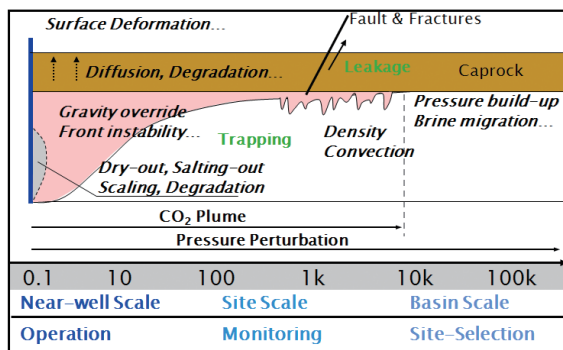 Surface Deformation...
Fault & Fractures
Diffusion, Degradation...
Leakage
Caprock
Gravity override
Front instability...
Trapping
Density
Convection
Pressure build-up
Brine migration...
Dry-out, Salting-out
Scaling, Degradation
CO₂ Plume
Pressure Perturbation
0.1 10 100 1k 10k 100k
Near-well Scale Site Scale Basin Scale
Operation Monitoring Site-Selection